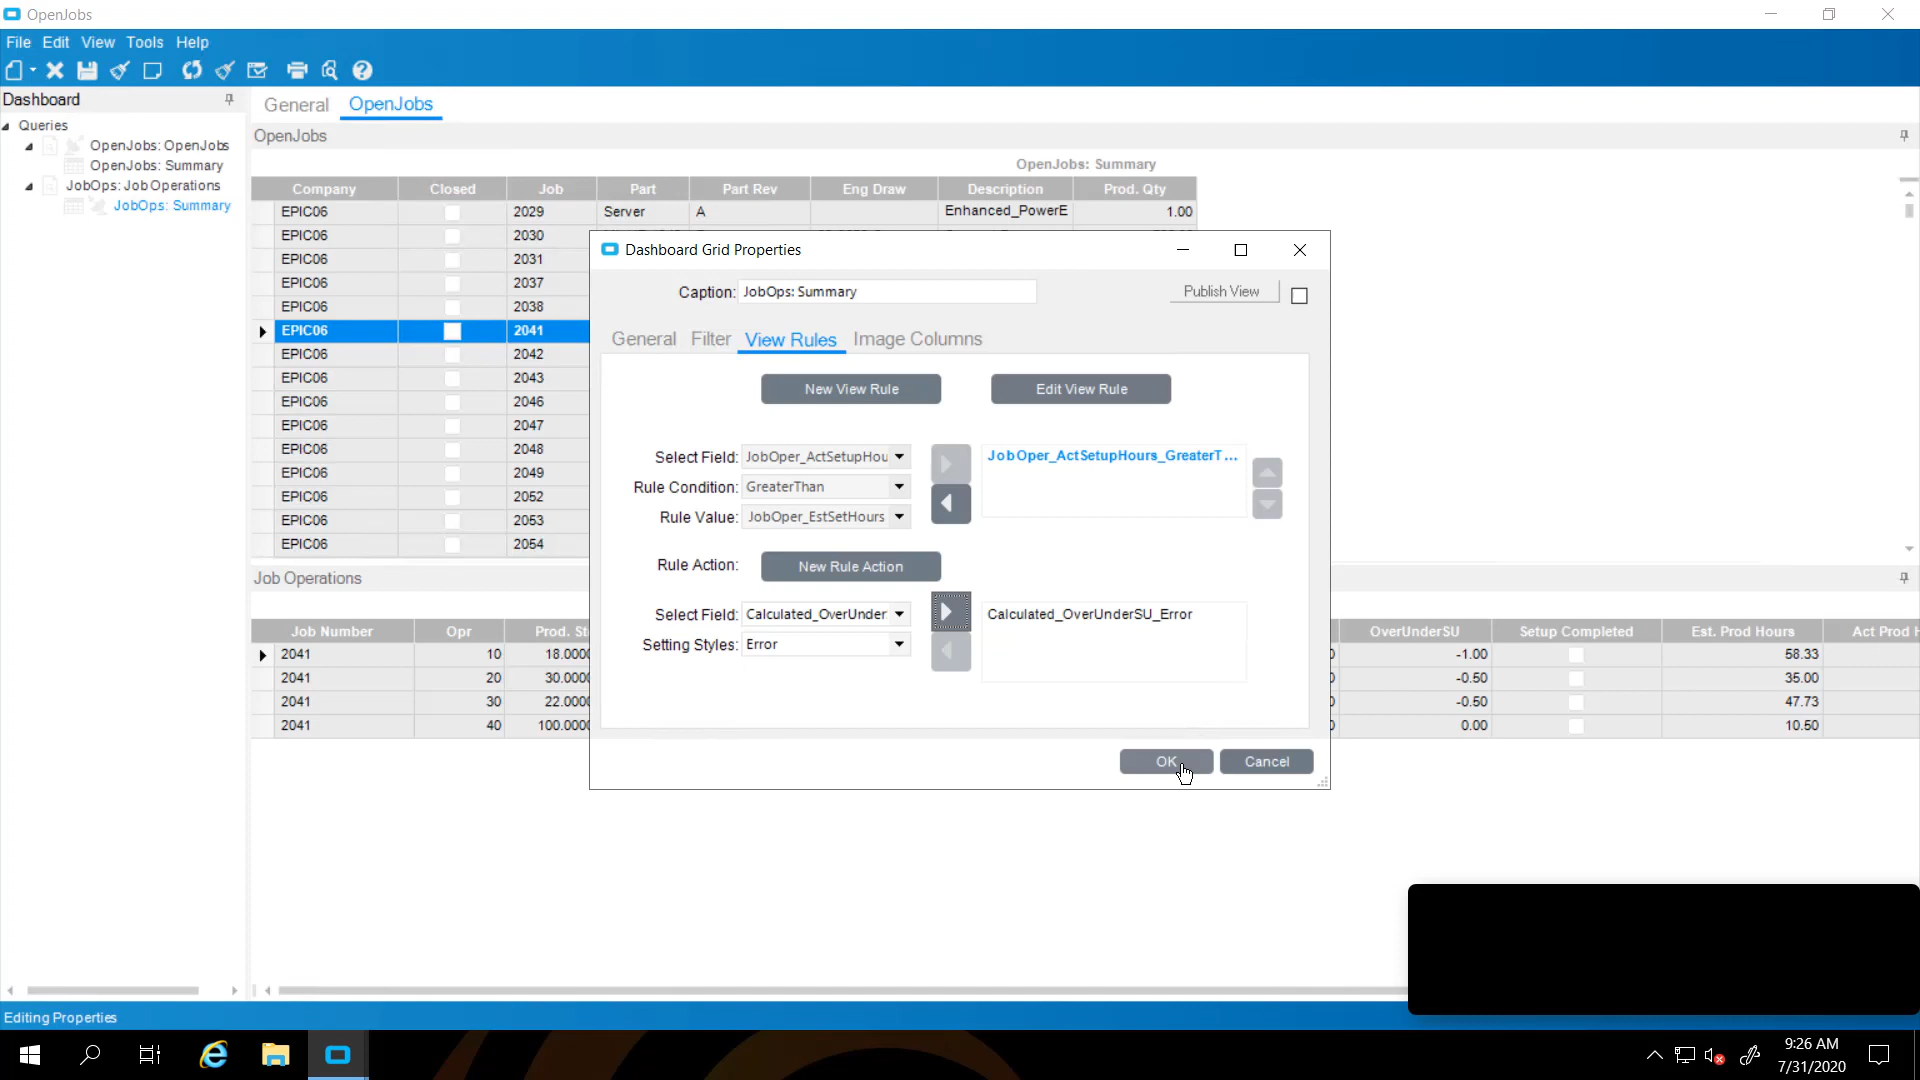 OpenJobs
File Edit View Tools Help
Dashboard
General OpenJobs
Queries
OpenJobs: OpenJobs
OpenJobs: Summary
JobOps: Job Operations
JobOps: Summary
OpenJobs
OpenJobs: Summary
Company Closed Job Part Part Rev Eng Draw Description Prod. Qty
EPIC06 2029 Server A Enhanced_PowerE 1.00
EPIC06 2030
EPIC06 2031
EPIC06 2037
EPIC06 2038
EPIC06 2041
EPIC06 2042
EPIC06 2043
EPIC06 2046
EPIC06 2047
EPIC06 2048
EPIC06 2049
EPIC06 2052
EPIC06 2053
EPIC06 2054
Dashboard Grid Properties
Caption: JobOps: Summary Publish View
General Filter View Rules Image Columns
New View Rule Edit View Rule
Select Field: JobOper_ActSetupHou JobOper_ActSetupHours_GreaterT...
Rule Condition: GreaterThan
Rule Value: JobOper_EstSetHours
Rule Action: New Rule Action
Select Field: Calculated_OverUnder Calculated_OverUnderSU_Error
Setting Styles: Error
OK Cancel
Job Operations
Job Number Opr Prod. St OverUnderSU Setup Completed Est. Prod Hours Act Prod H
2041 10 18.0000 -1.00 58.33
2041 20 30.0000 -0.50 35.00
2041 30 22.0000 -0.50 47.73
2041 40 100.0000 0.00 10.50
Editing Properties
9:26 AM
7/31/2020